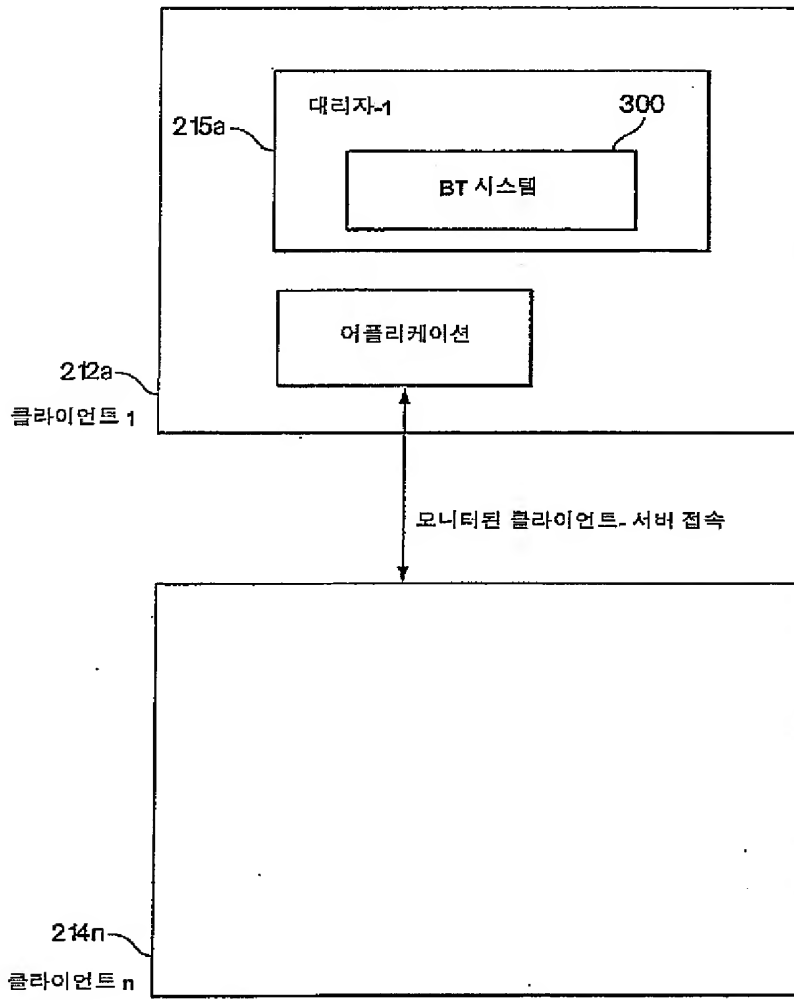 대리자-1
300
215a
BT 시스템
어플리케이션
212a
클라이언트 1
모니터된 클라이언트- 서버 접속
214n
클라이언트 n